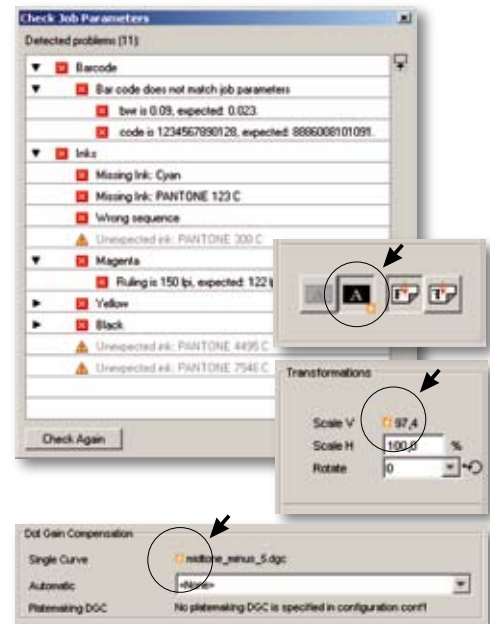 Check Job Parameters
Detected problems (11):
Barcode
Bar code does not match job parameters
bwr is 0.09, expected: 0.023.
code is 1234567890128, expected: 8886008101091.
Inks
Missing Ink: Cyan
Missing Ink: PANTONE 123 C
Wrong sequence
Unexpected ink: PANTONE 300 C
Magenta
Ruling is 150 lpi, expected: 122
Yellow
Black
Unexpected ink: PANTONE 4495 C
Unexpected ink: PANTONE 7546 C
Check Again
A
Transformations
Scale V 97,4
Scale H 100,0 %
Rotate 0
Dot Gain Compensation
Single Curve midtone_minus_5.dgc
Automatic <None>
Platemaking DGC No platemaking DGC is specified in configuration